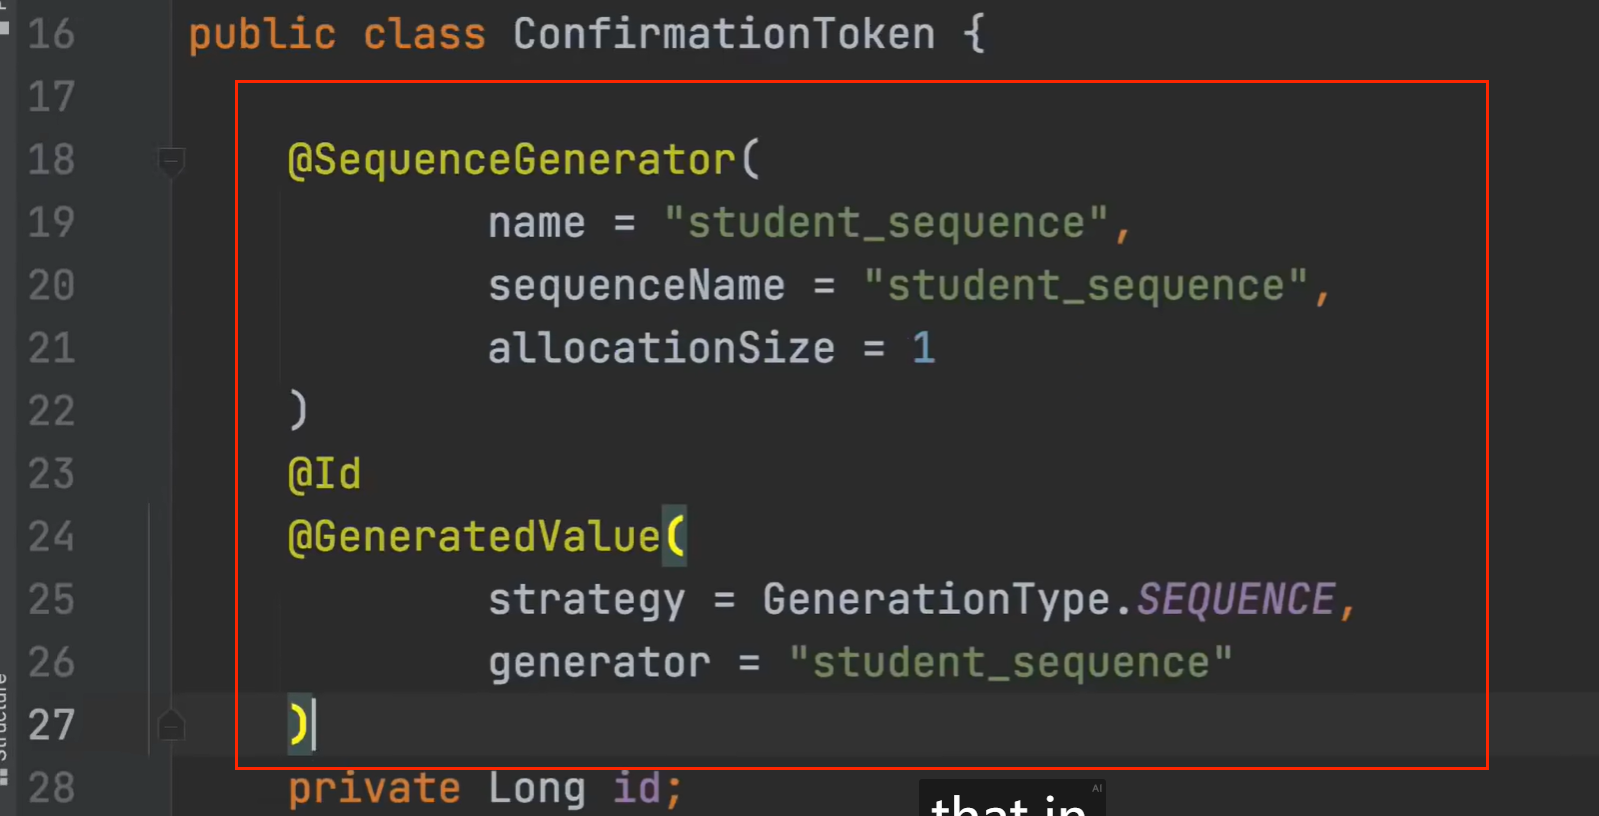 16 public class ConfirmationToken {
17
18 @SequenceGenerator(
19 name = "student_sequence",
20 sequenceName = "student_sequence",
21 allocationSize = 1
22 )
23 @Id
24 @GeneratedValue(
25 strategy = GenerationType.SEQUENCE,
26 generator = "student_sequence"
27 )
28 private Long id;
Structure
AI
that in